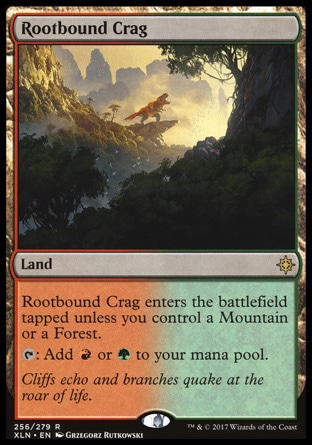 Rootbound Crag
Land
Rootbound Crag enters the battlefield
tapped unless you control a Mountain
or a Forest.
: Add or to your mana pool.
Cliffs echo and branches quake at the
roar of life.
256/279 R
XLN • EN Grzegorz Rutkowski
™ & © 2017 Wizards of the Coast